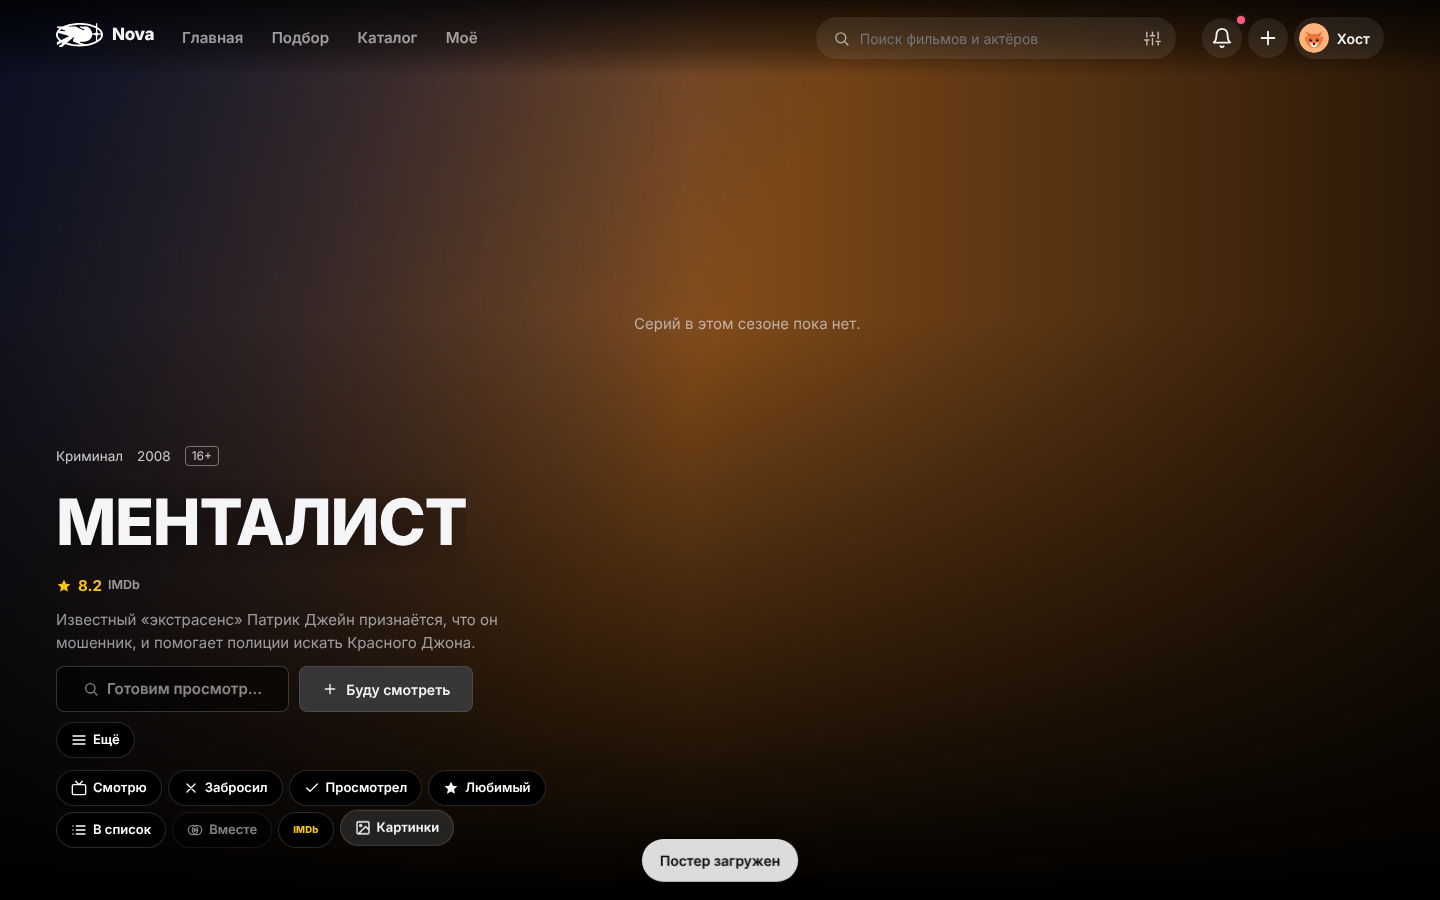 Nova
Главная
Подбор
Каталог
Моё
Поиск фильмов и актёров
Хост
Серий в этом сезоне пока нет.
Криминал 2008 16+
МЕНТАЛИСТ
8.2 IMDb
Известный «экстрасенс» Патрик Джейн признаётся, что он
мошенник, и помогает полиции искать Красного Джона.
Готовим просмотр...
Буду смотреть
Ещё
Смотрю
Забросил
Просмотрел
Любимый
В список
Вместе
IMDb
Картинки
Постер загружен